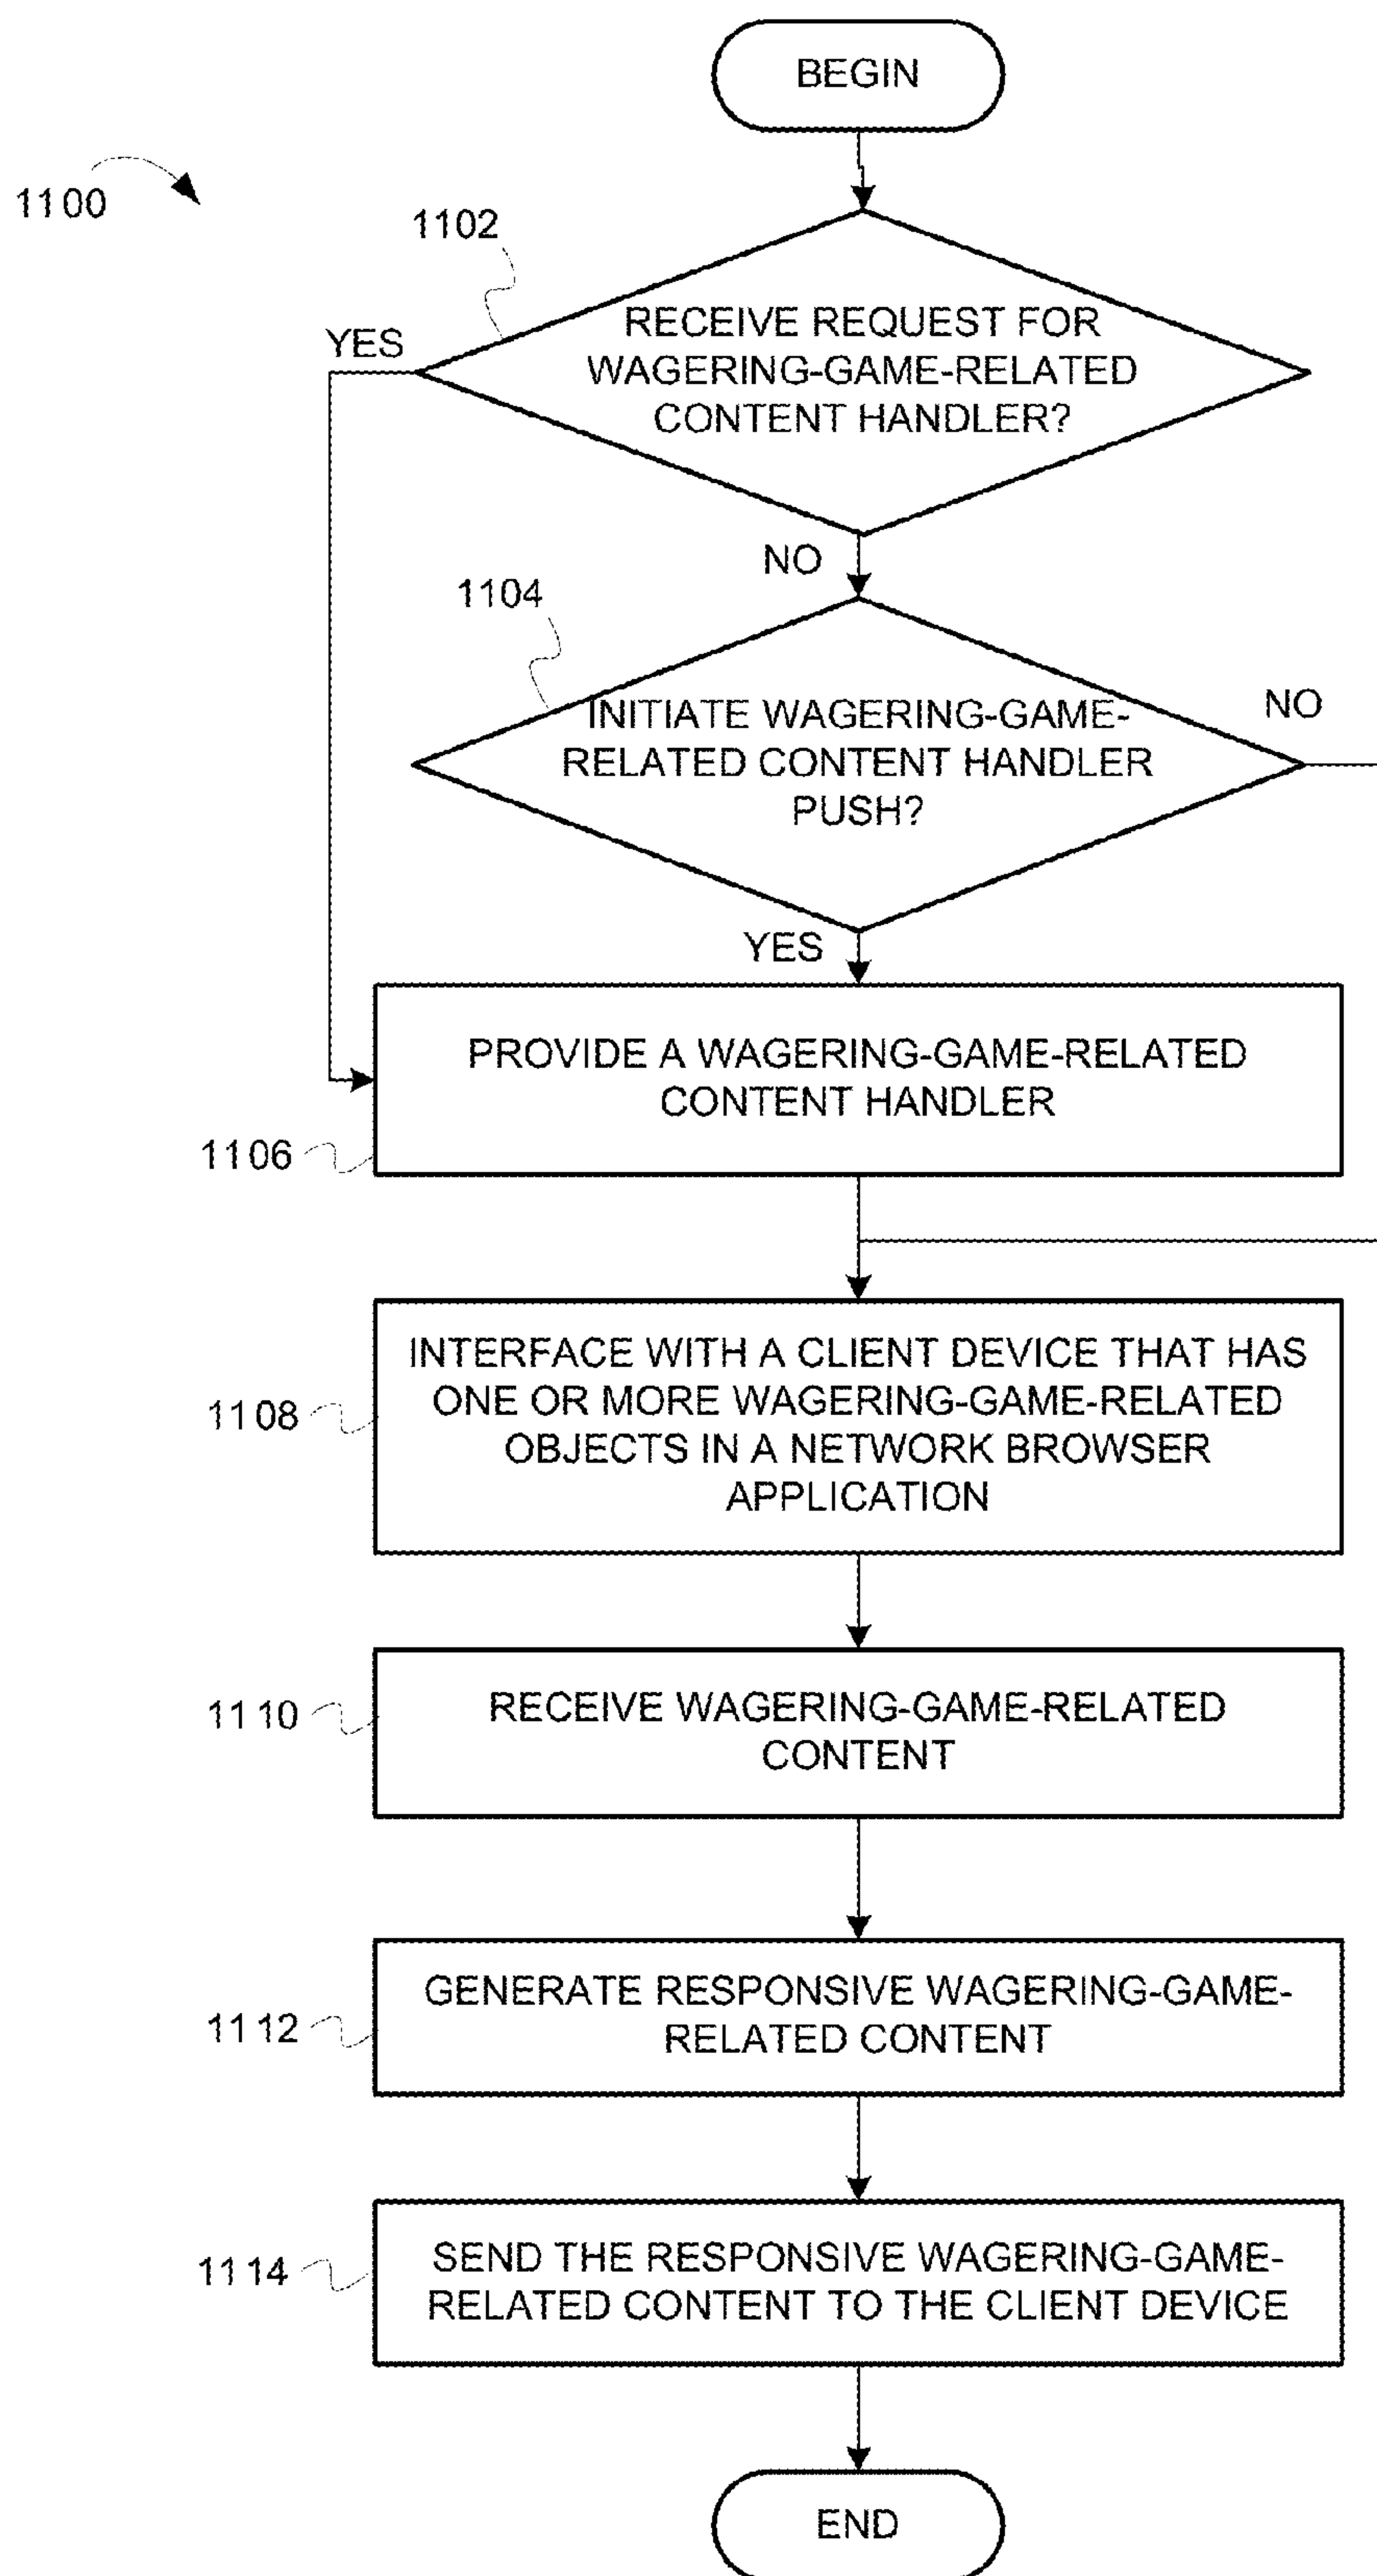 BEGIN
1100
1102
YES
RECEIVE REQUEST FOR
WAGERING-GAME-RELATED
CONTENT HANDLER?
NO
1104
NO
INITIATE WAGERING-GAME-
RELATED CONTENT HANDLER
PUSH?
YES
PROVIDE A WAGERING-GAME-RELATED
CONTENT HANDLER
1106
INTERFACE WITH A CLIENT DEVICE THAT HAS
ONE OR MORE WAGERING-GAME-RELATED
OBJECTS IN A NETWORK BROWSER
APPLICATION
1108
RECEIVE WAGERING-GAME-RELATED
CONTENT
1110
GENERATE RESPONSIVE WAGERING-GAME-
RELATED CONTENT
1112
SEND THE RESPONSIVE WAGERING-GAME-
RELATED CONTENT TO THE CLIENT DEVICE
1114
END